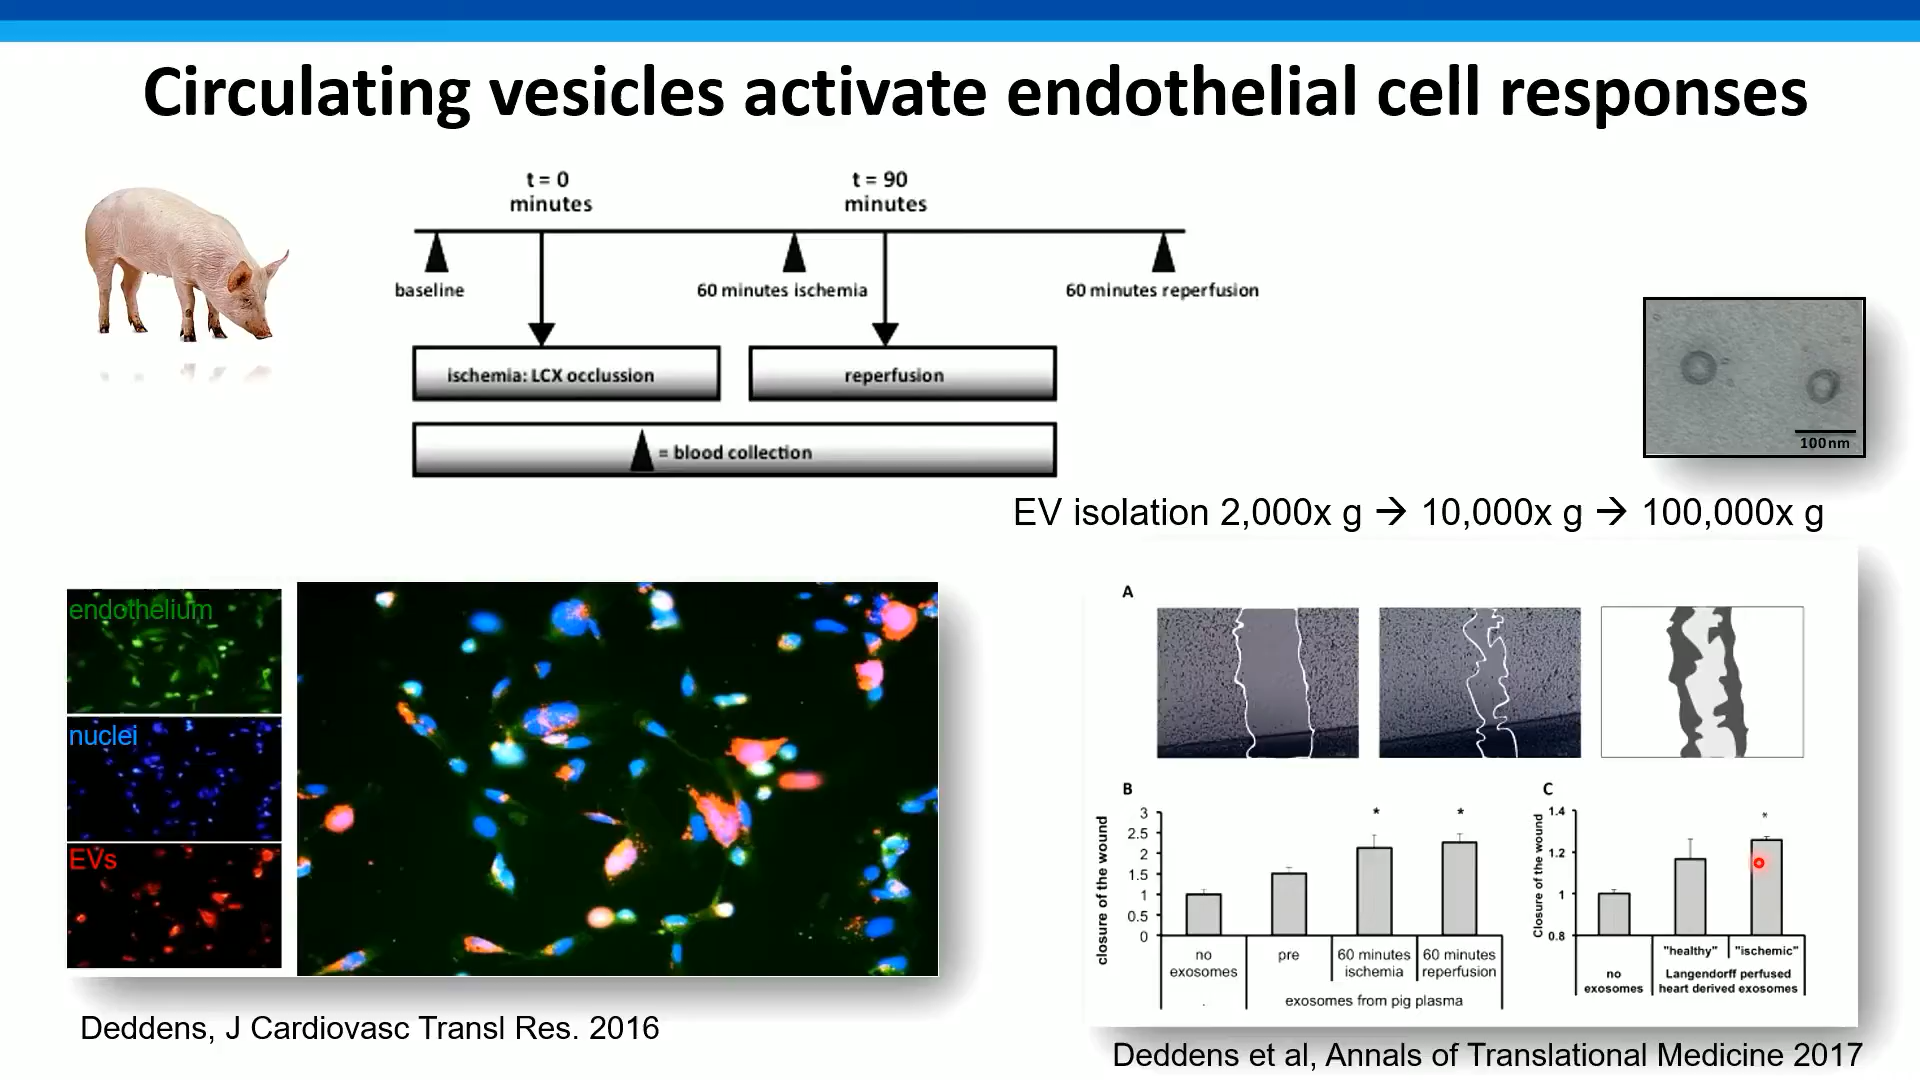 Circulating vesicles activate endothelial cell responses
t = 0
minutes
t = 90
minutes
baseline
60 minutes ischemia
60 minutes reperfusion
ischemia: LCX occlussion
reperfusion
= blood collection
100nm
EV isolation 2,000x g → 10,000x g → 100,000x g
endothelium
nuclei
EVs
A
B
closure of the wound
3
2.5
2
1.5
1
0.5
0
*
*
no
exosomes
pre
60 minutes
ischemia
60 minutes
reperfusion
exosomes from pig plasma
C
Closure of the wound
1.4
1.2
1
0.8
*
no
exosomes
"healthy"
"ischemic"
Langendorff perfused
heart derived exosomes
Deddens, J Cardiovasc Transl Res. 2016
Deddens et al, Annals of Translational Medicine 2017